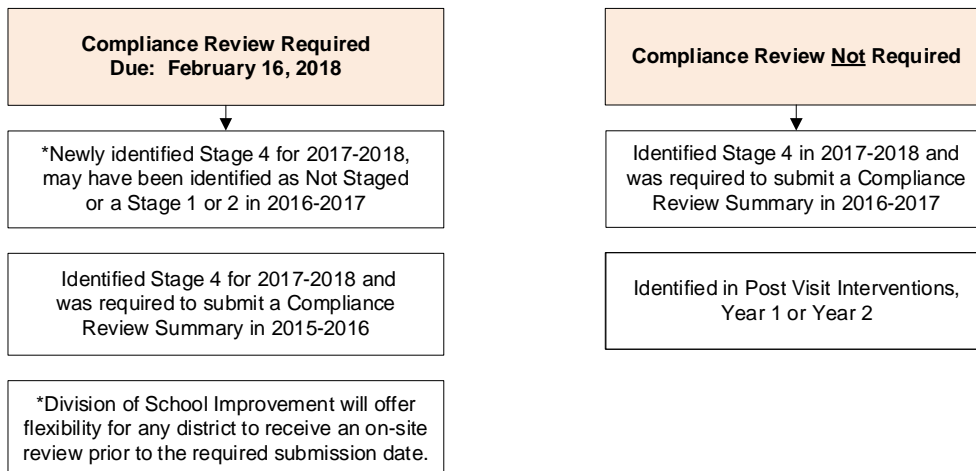 Compliance Review Required
Due: February 16, 2018
*Newly identified Stage 4 for 2017-2018,
may have been identified as Not Staged
or a Stage 1 or 2 in 2016-2017
Identified Stage 4 for 2017-2018 and
was required to submit a Compliance
Review Summary in 2015-2016
*Division of School Improvement will offer
flexibility for any district to receive an on-site
review prior to the required submission date.
Compliance Review Not Required
Identified Stage 4 in 2017-2018 and
was required to submit a Compliance
Review Summary in 2016-2017
Identified in Post Visit Interventions,
Year 1 or Year 2